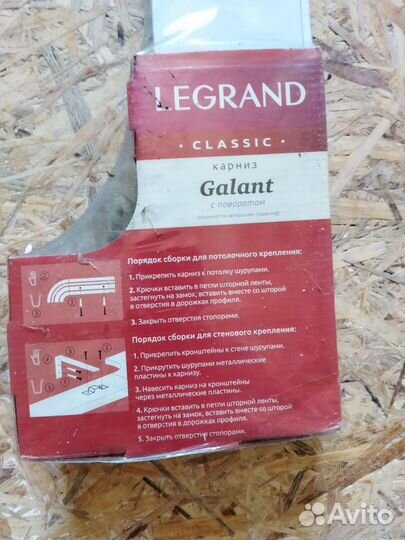 LEGRAND
• CLASSIC •
карниз
Galant
с поворотом
охраняется авторским правом©
Порядок сборки для потолочного крепления:
1. Прикрепить карниз к потолку шурупами.
2. Крючки вставить в петли шторной ленты,
застегнуть на замок, вставить вместе со шторой
в отверстия в дорожках профиля.
3. Закрыть отверстия стопорами.
Порядок сборки для стенового крепления:
1. Прикрепить кронштейны к стене шурупами.
2. Прикрутить шурупами металлические
пластины к карнизу.
3. Навесить карниз на кронштейны
через металлические пластины.
4. Крючки вставить в петли шторной ленты,
застегнуть на замок, вставить вместе со шторой
в отверстия в дорожках профиля.
5. Закрыть отверстия стопорами.
Avito